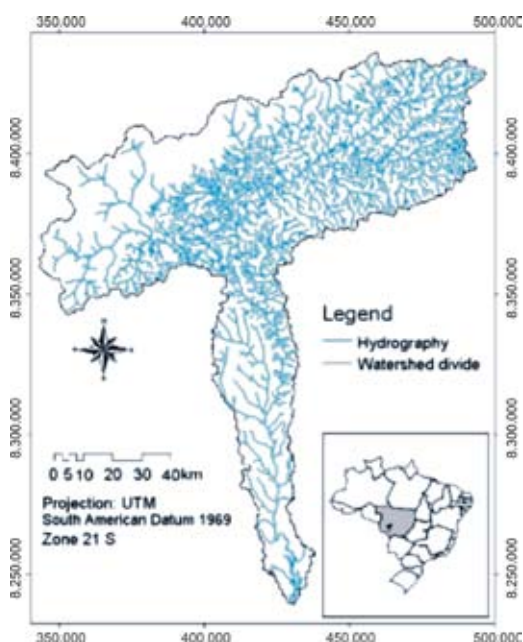 350.000 400.000 450.000 500.000
8.400.000 8.400.000
8.350.000 8.350.000
Legend
Hydrography
Watershed divide
8.300.000 8.300.000
0 5 10 20 30 40km
Projection: UTM
South American Datum 1969
Zone 21 S
8.250.000 8.250.000
350.000 400.000 450.000 500.000